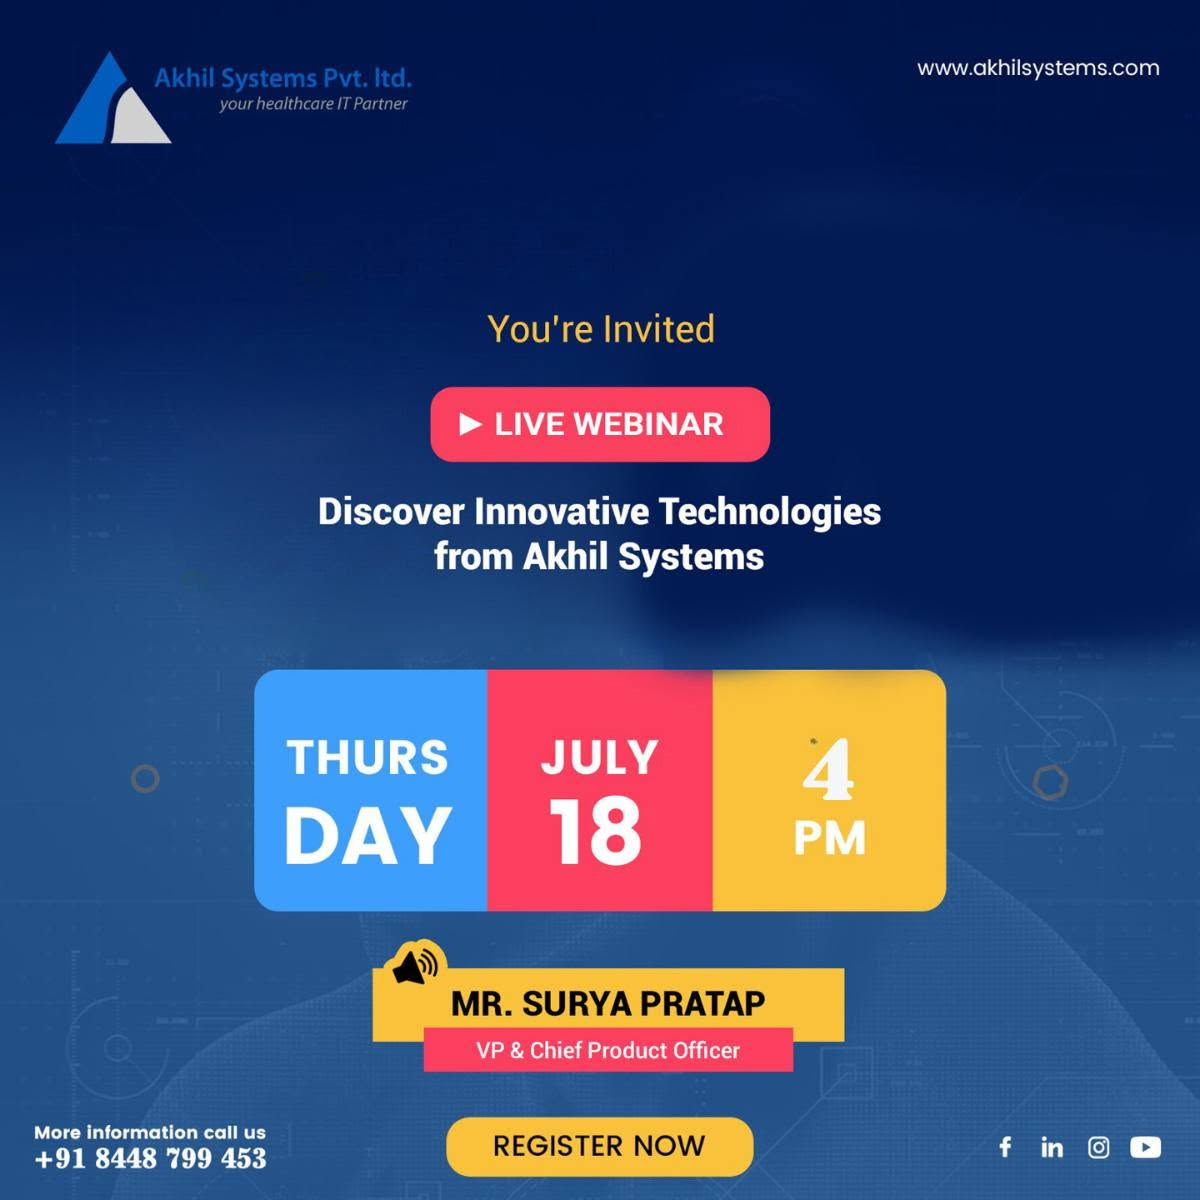 Akhil Systems Pvt. ltd.
your healthcare IT Partner
www.akhilsystems.com
You're Invited
LIVE WEBINAR
Discover Innovative Technologies
from Akhil Systems
THURS
DAY
JULY
18
4
PM
MR. SURYA PRATAP
VP & Chief Product Officer
More information call us
+91 8448 799 453
REGISTER NOW